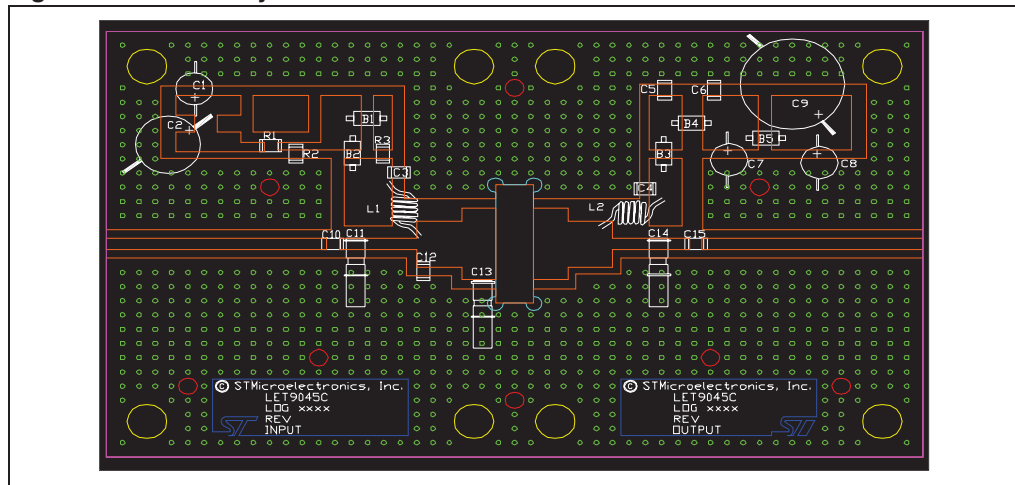 C1
C2
B1
R1
R2
B2
R3
C3
L1
C10
C11
C12
C13
C5
C6
C9
B4
B5
B3
C7
C8
C4
L2
C14
C15
© STMicroelectronics, Inc.
LET9045C
LOG xxxx
REV
INPUT
ST
© STMicroelectronics, Inc.
LET9045C
LOG xxxx
REV
OUTPUT
ST